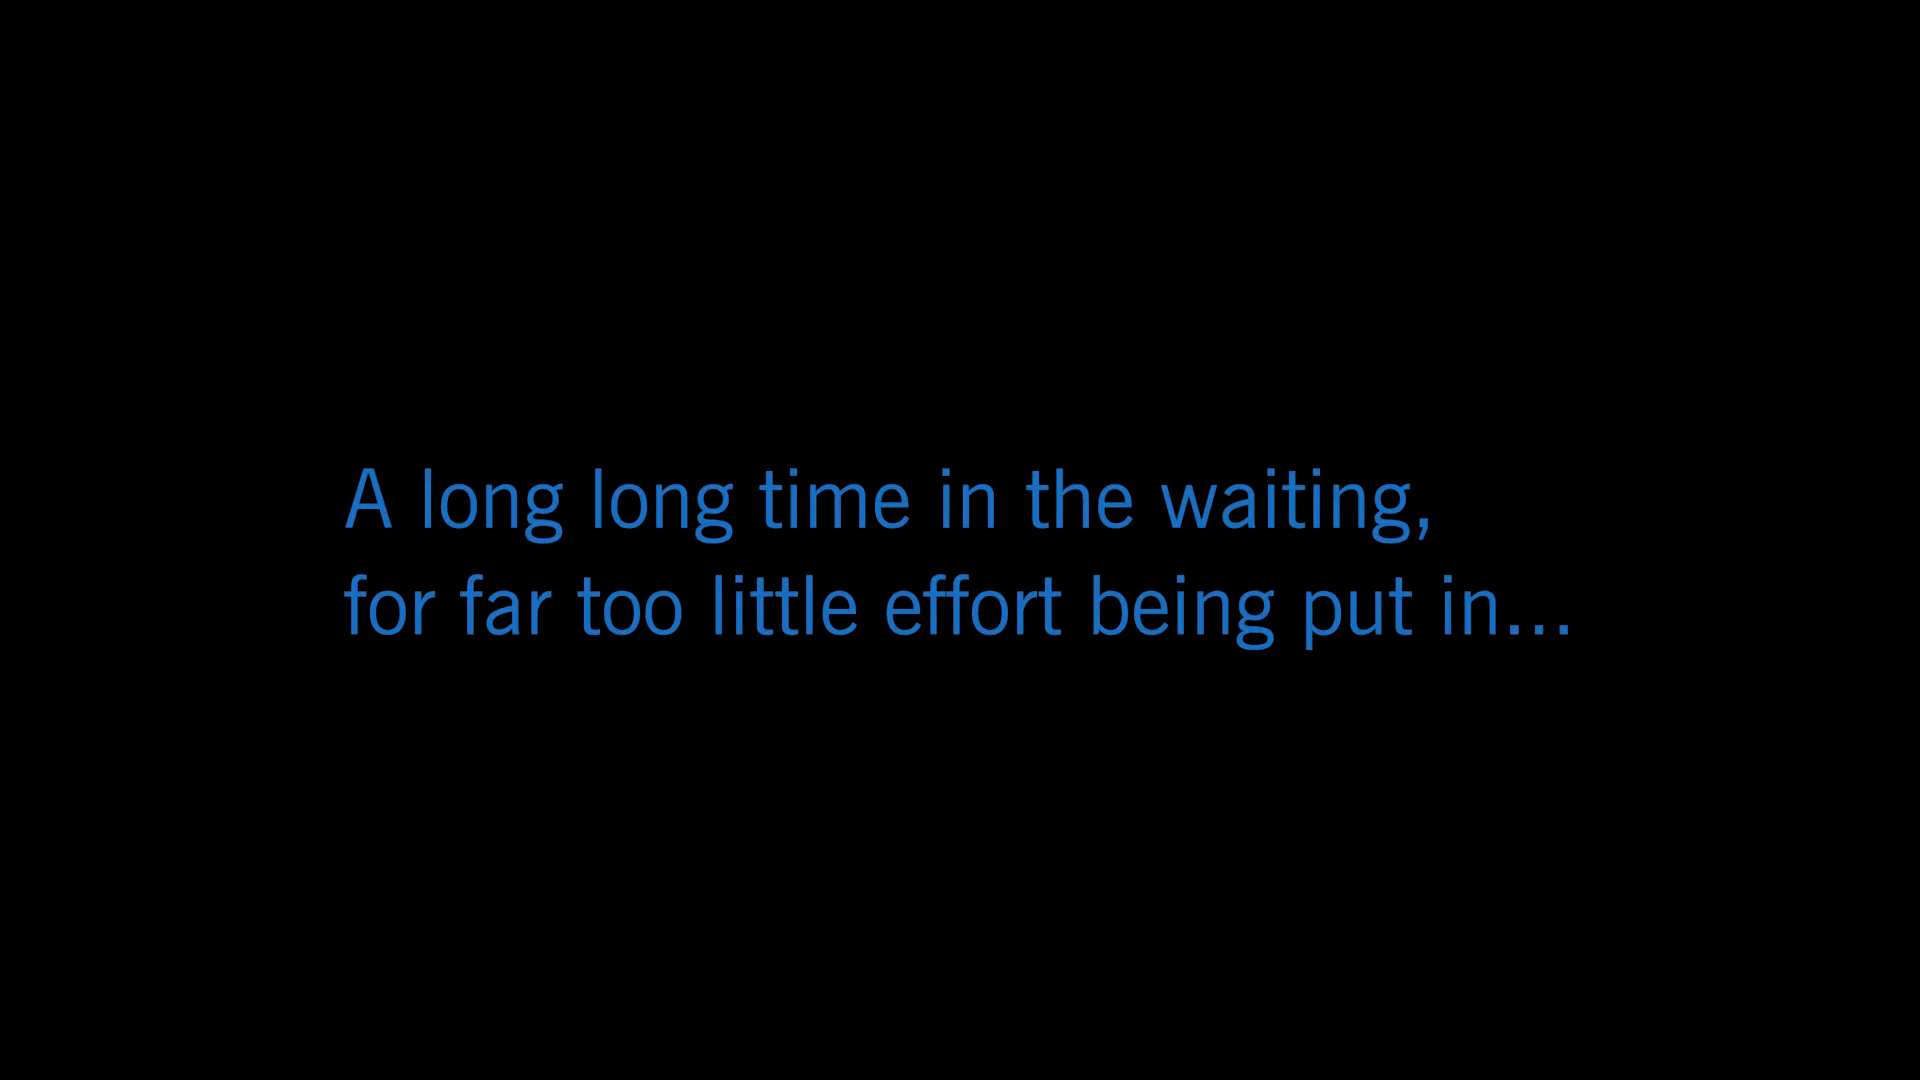 A long long time in the waiting,
for far too little effort being put in...